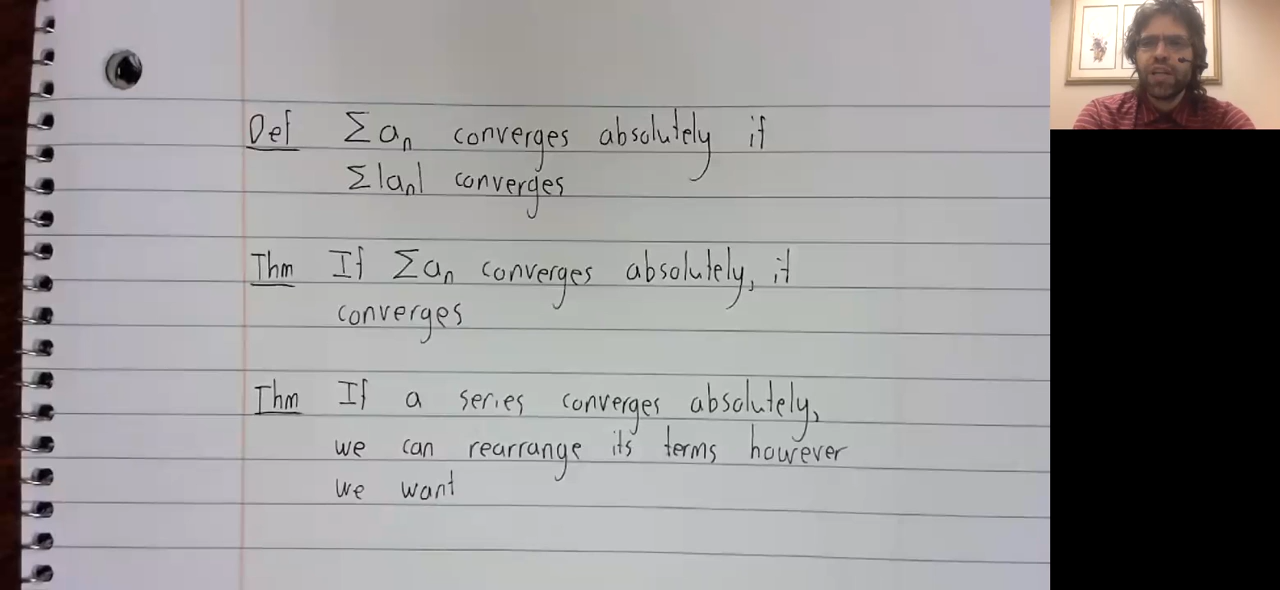 Def Σaₙ converges absolutely if
Σ|aₙ| converges
Thm If Σaₙ converges absolutely, it
converges
Thm If a series converges absolutely,
we can rearrange its terms however
we want